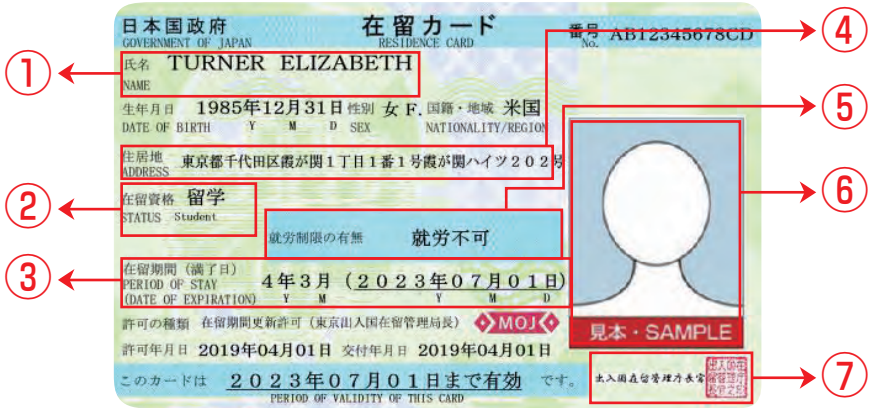 日本国政府 在留カード 番号 AB12345678CD
GOVERNMENT OF JAPAN RESIDENCE CARD No.
④
① 氏名 TURNER ELIZABETH
NAME
生年月日 1985年12月31日 性別 女 F. 国籍・地域 米国
DATE OF BIRTH Y M D SEX NATIONALITY/REGION
⑤
住居地 東京都千代田区霞が関1丁目1番1号霞が関ハイツ202号
ADDRESS
② 在留資格 留学
STATUS Student
⑥
就労制限の有無 就労不可
③ 在留期間(満了日) 4年3月(2023年07月01日)
PERIOD OF STAY
(DATE OF EXPIRATION) Y M Y M D
許可の種類 在留期間更新許可(東京出入国在留管理局長) MOJ
見本・SAMPLE
許可年月日 2019年04月01日 交付年月日 2019年04月01日
このカードは 2023年07月01日まで有効 です。
PERIOD OF VALIDITY OF THIS CARD
出入国在留管理庁長官
⑦